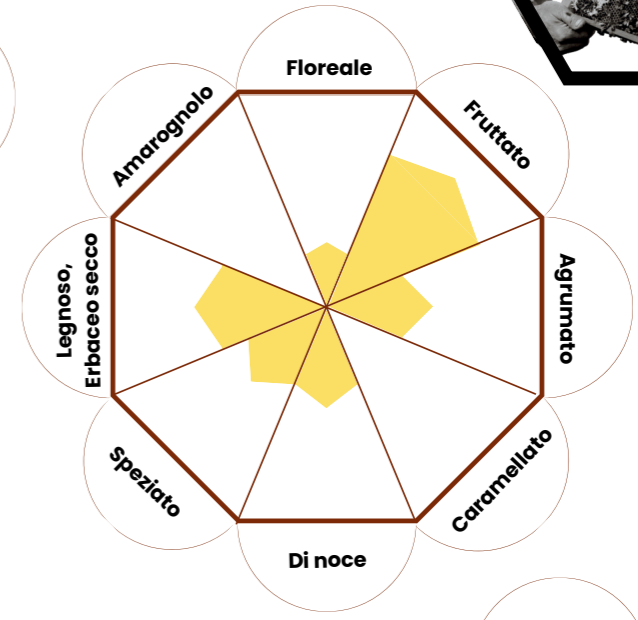 Floreale
Fruttato
Agrumato
Caramellato
Di noce
Speziato
Legnoso,
Erbaceo secco
Amarognolo